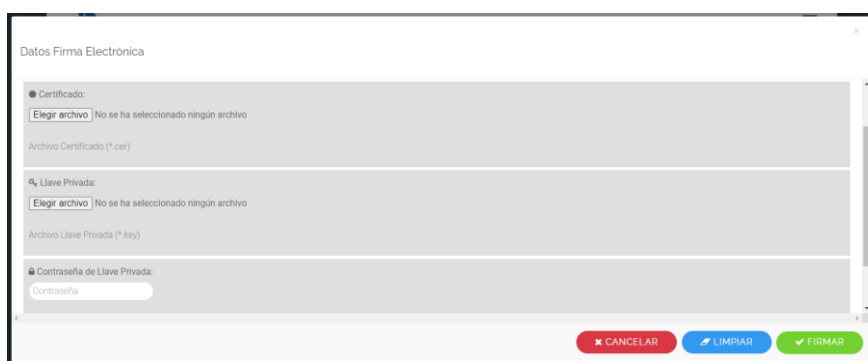 Datos Firma Electrónica
Certificado:
Elegir archivo No se ha seleccionado ningún archivo
Archivo Certificado (*.cer)
Llave Privada:
Elegir archivo No se ha seleccionado ningún archivo
Archivo Llave Privada (*.key)
Contraseña de Llave Privada:
Contraseña
CANCELAR LIMPIAR FIRMAR